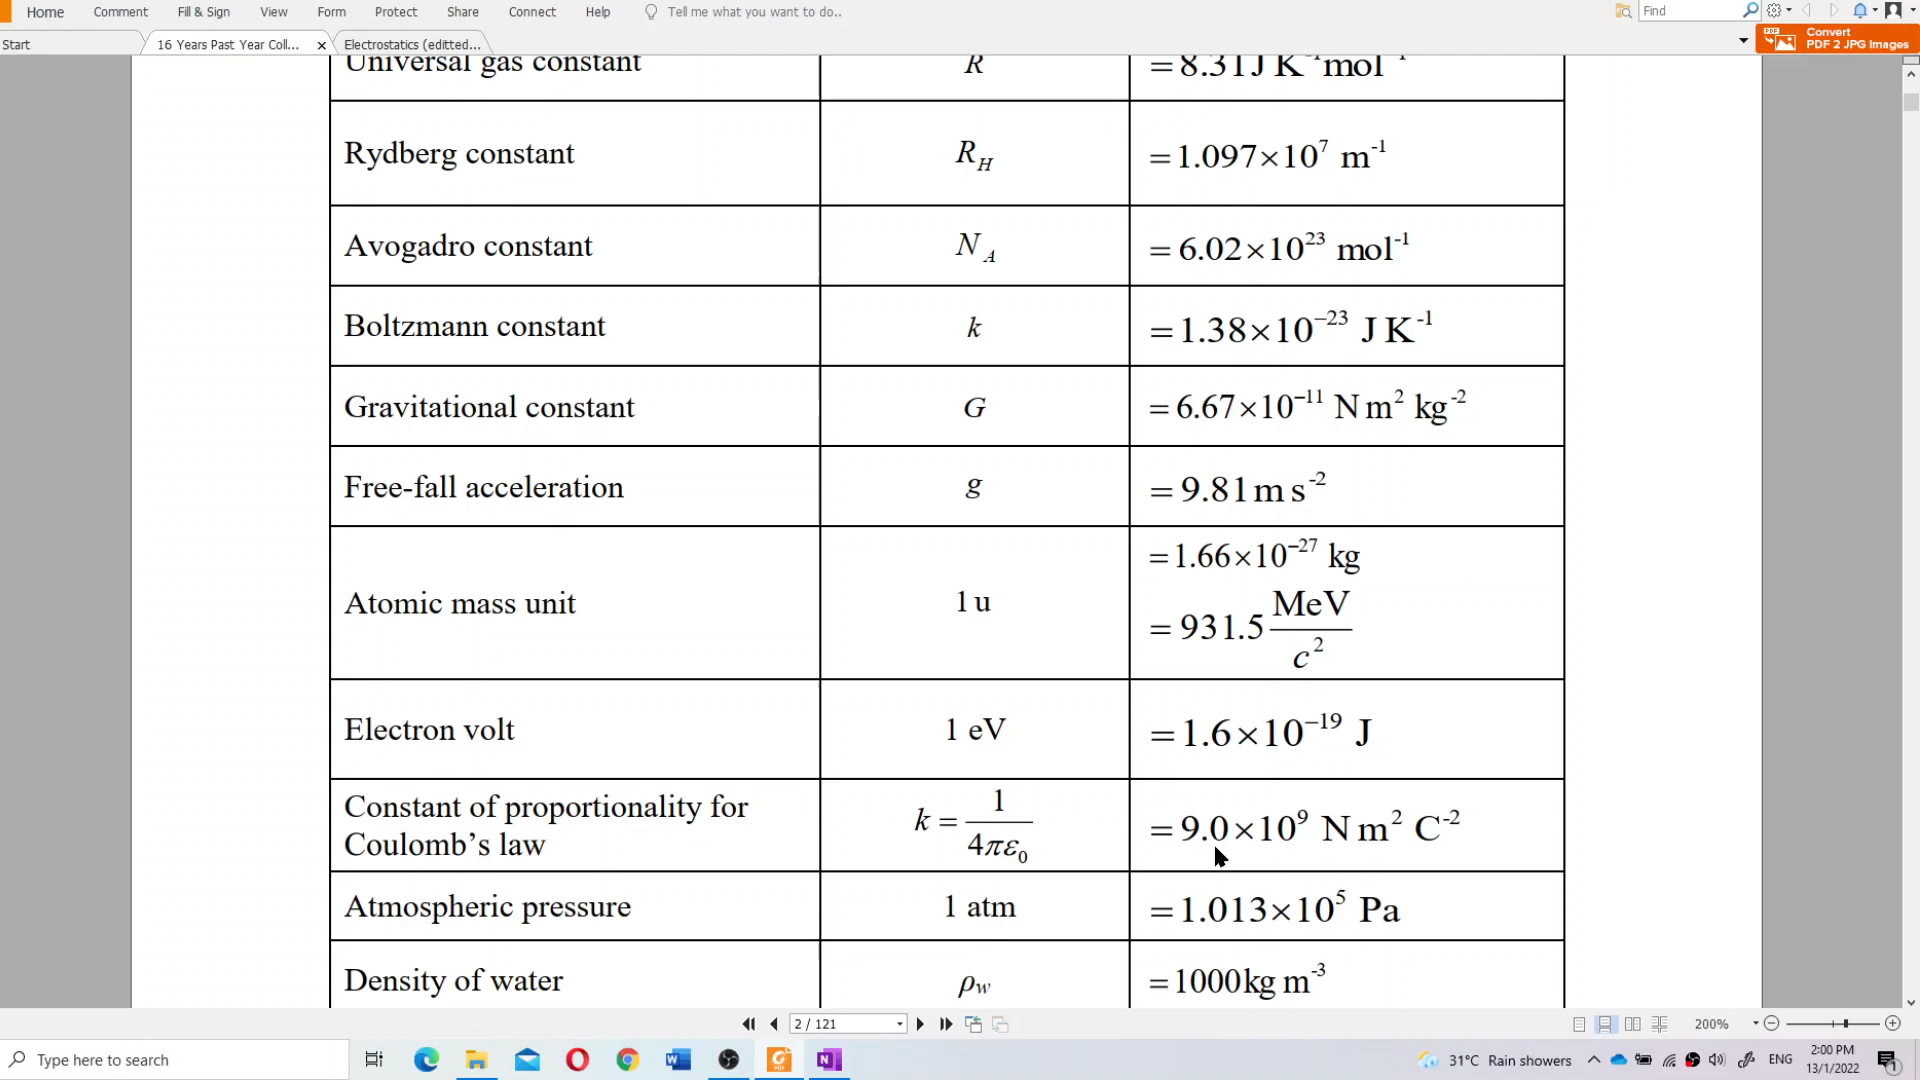 Home Comment Fill & Sign View Form Protect Share Connect Help Tell me what you want to do.. Find
Start 16 Years Past Year Coll... × Electrostatics (editted... Convert
PDF 2 JPG Images
Universal gas constant R = 8.31 J K⁻¹ mol⁻¹
Rydberg constant R_H = 1.097×10⁷ m⁻¹
Avogadro constant N_A = 6.02×10²³ mol⁻¹
Boltzmann constant k = 1.38×10⁻²³ J K⁻¹
Gravitational constant G = 6.67×10⁻¹¹ N m² kg⁻²
Free-fall acceleration g = 9.81 m s⁻²
Atomic mass unit 1 u = 1.66×10⁻²⁷ kg
= 931.5 MeV/c²
Electron volt 1 eV = 1.6×10⁻¹⁹ J
Constant of proportionality for
Coulomb’s law k = 1/4πε₀ = 9.0×10⁹ N m² C⁻²
Atmospheric pressure 1 atm = 1.013×10⁵ Pa
Density of water ρw = 1000 kg m⁻³
2 / 121 200%
Type here to search 31°C Rain showers ENG 2:00 PM
13/1/2022 1